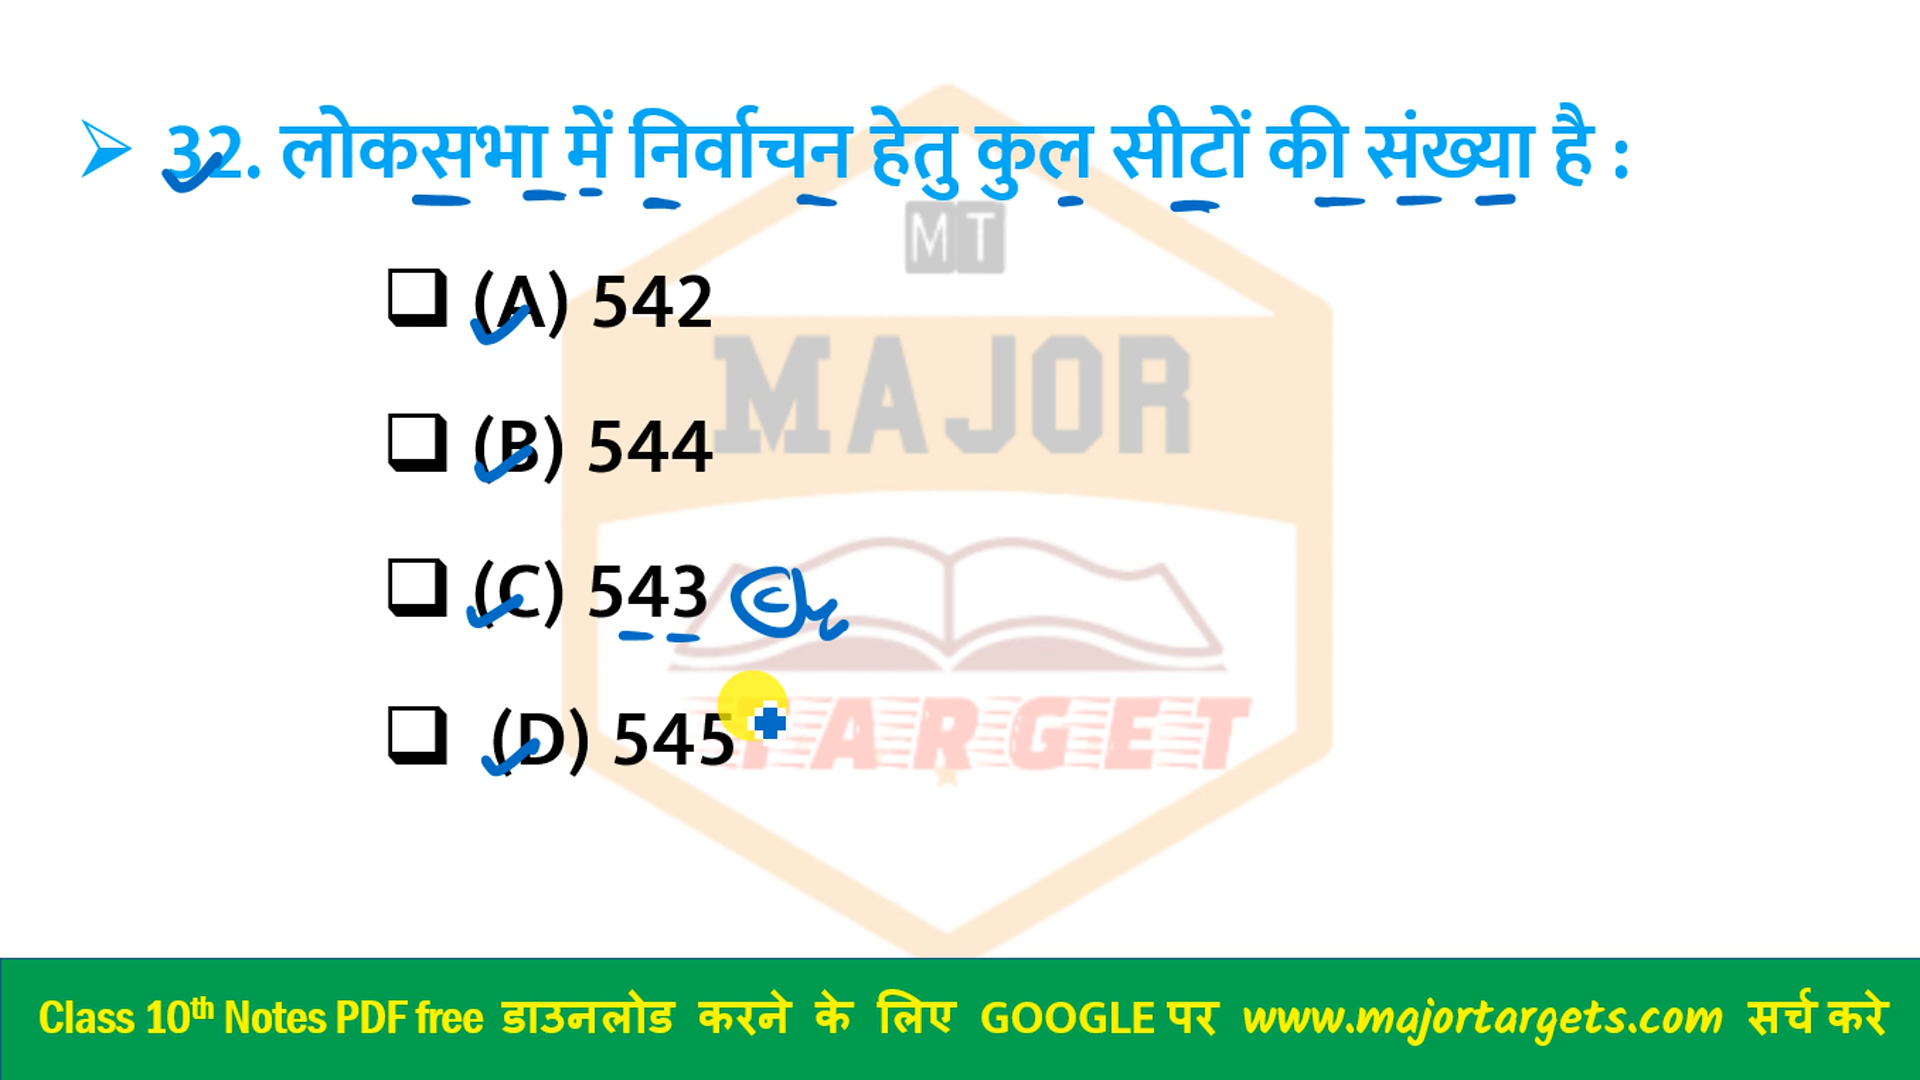 32. लोकसभा में निर्वाचन हेतु कुल सीटों की संख्या है :
MT
(A) 542
MAJOR
(B) 544
(C) 543
(D) 545
TARGET
Class 10th Notes PDF free डाउनलोड करने के लिए GOOGLE पर www.majortargets.com सर्च करे